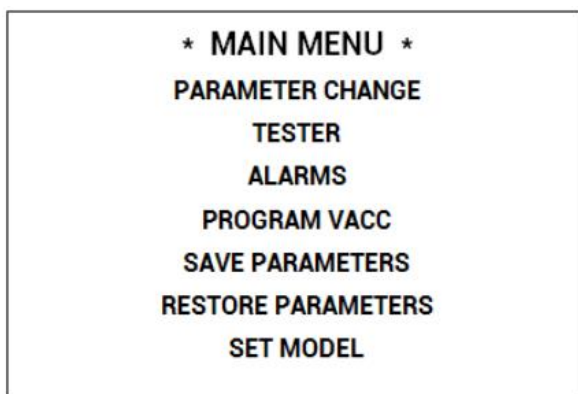 * MAIN MENU *
PARAMETER CHANGE
TESTER
ALARMS
PROGRAM VACC
SAVE PARAMETERS
RESTORE PARAMETERS
SET MODEL